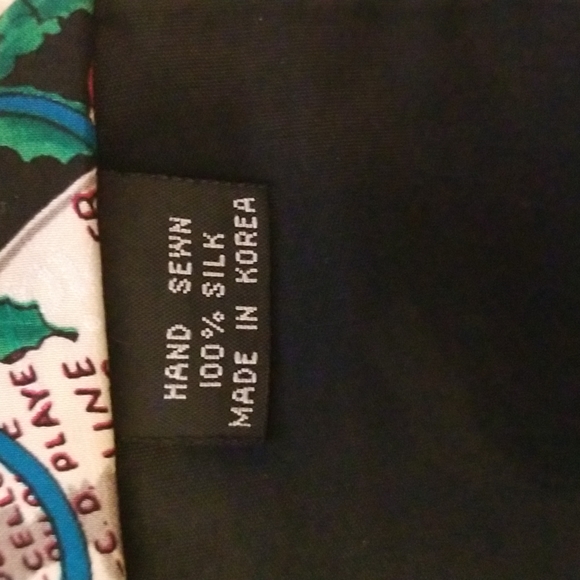 HAND SEWN
100% SILK
MADE IN KOREA
C. D. PLAYE